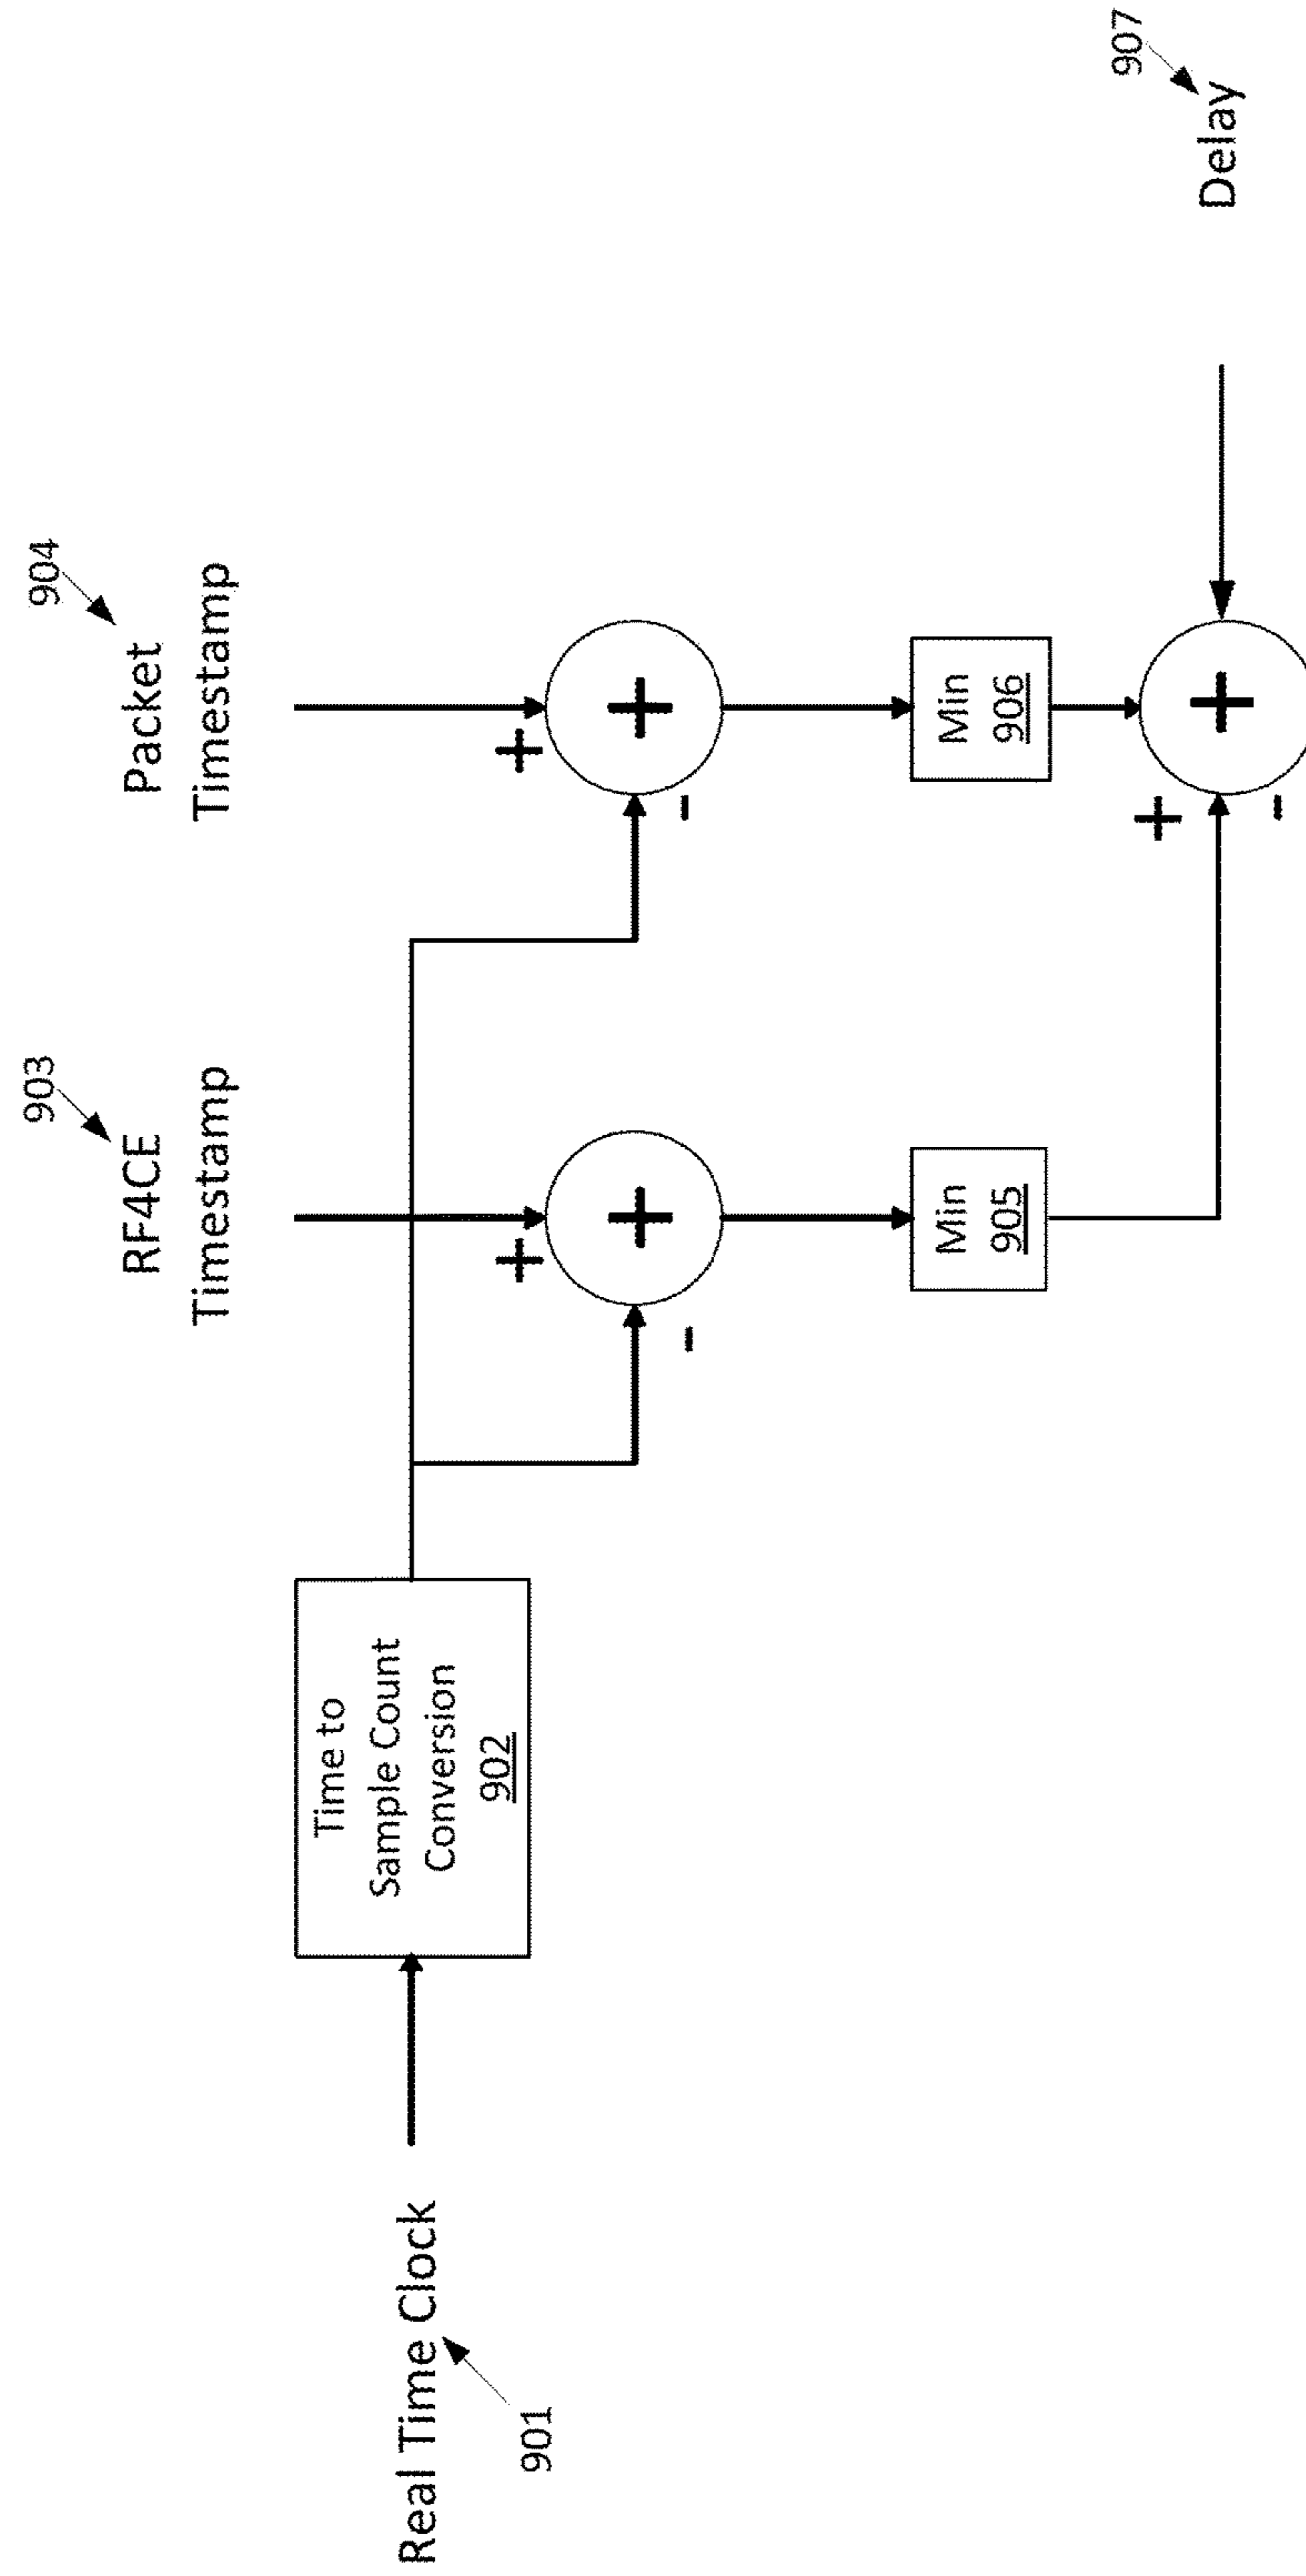 904
Packet
Timestamp
903
RF4CE
Timestamp
+
-
+
+
-
+
Time to
Sample Count
Conversion
902
Real Time Clock
901
Min
905
Min
906
+
-
+
907
Delay